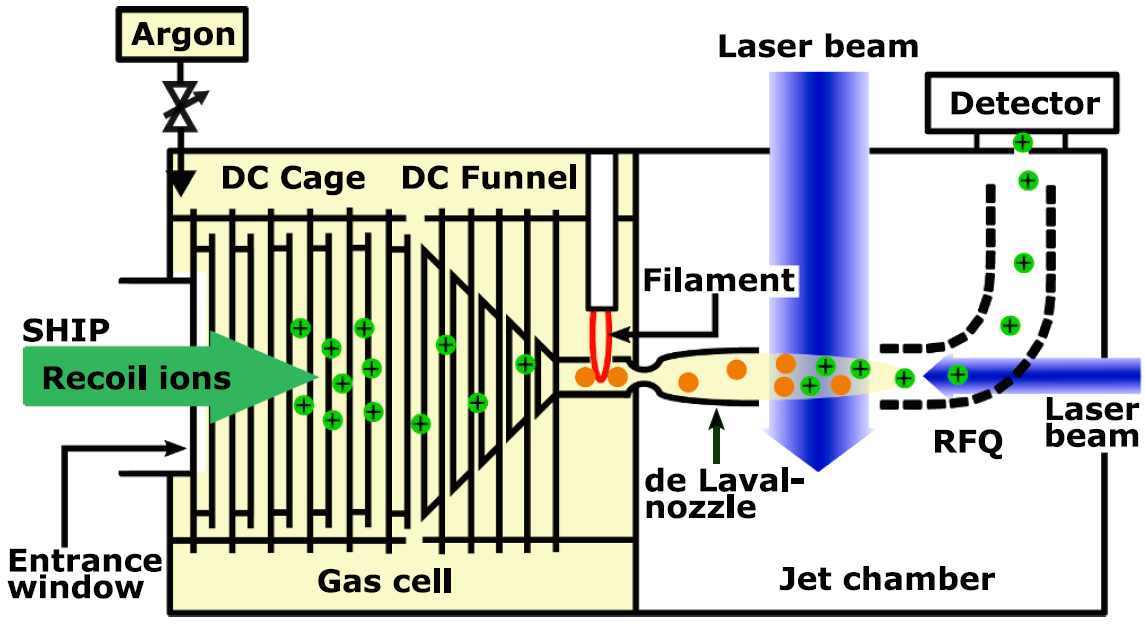 Argon
Laser beam
Detector
DC Cage
DC Funnel
Filament
SHIP
Recoil ions
Laser
beam
RFQ
de Laval-
nozzle
Entrance
window
Gas cell
Jet chamber